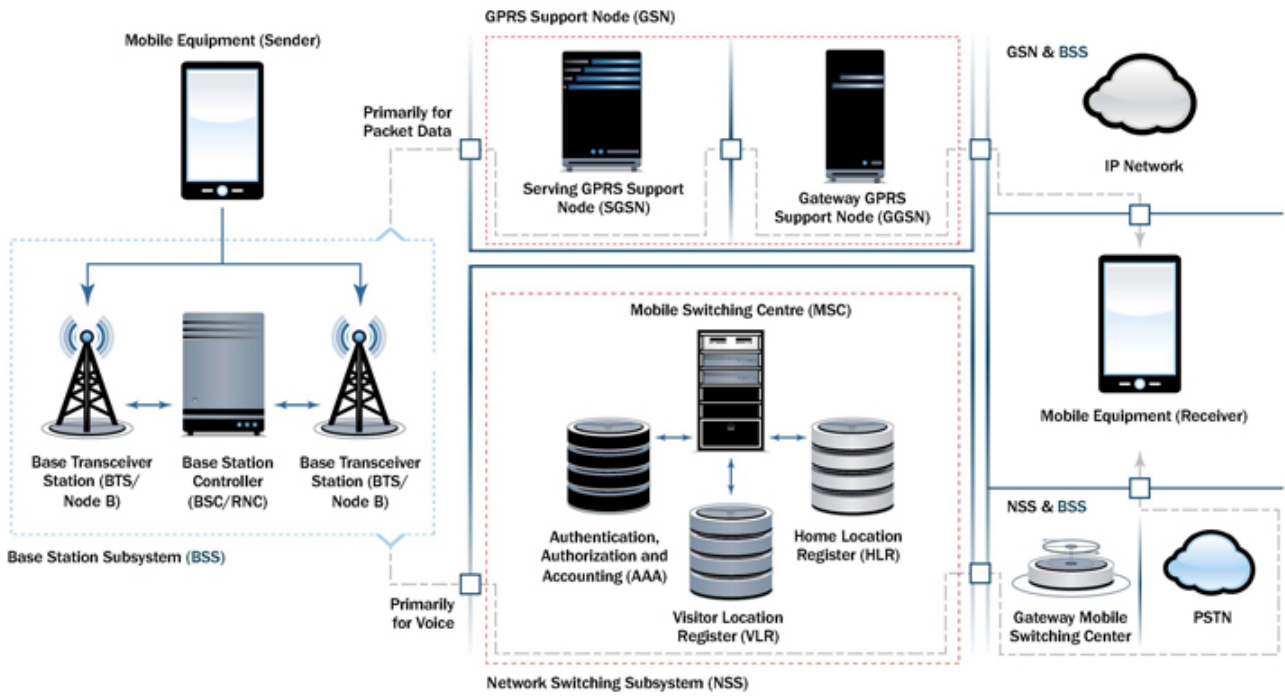 GPRS Support Node (GSN)
Mobile Equipment (Sender)
GSN & BSS
Primarily for
Packet Data
IP Network
Serving GPRS Support
Node (SGSN)
Gateway GPRS
Support Node (GGSN)
Mobile Switching Centre (MSC)
Mobile Equipment (Receiver)
Base Transceiver
Station (BTS/
Node B)
Base Station
Controller
(BSC/RNC)
Base Transceiver
Station (BTS/
Node B)
Base Station Subsystem (BSS)
Authentication,
Authorization and
Accounting (AAA)
Home Location
Register (HLR)
NSS & BSS
Primarily
for Voice
Visitor Location
Register (VLR)
Gateway Mobile
Switching Center
PSTN
Network Switching Subsystem (NSS)